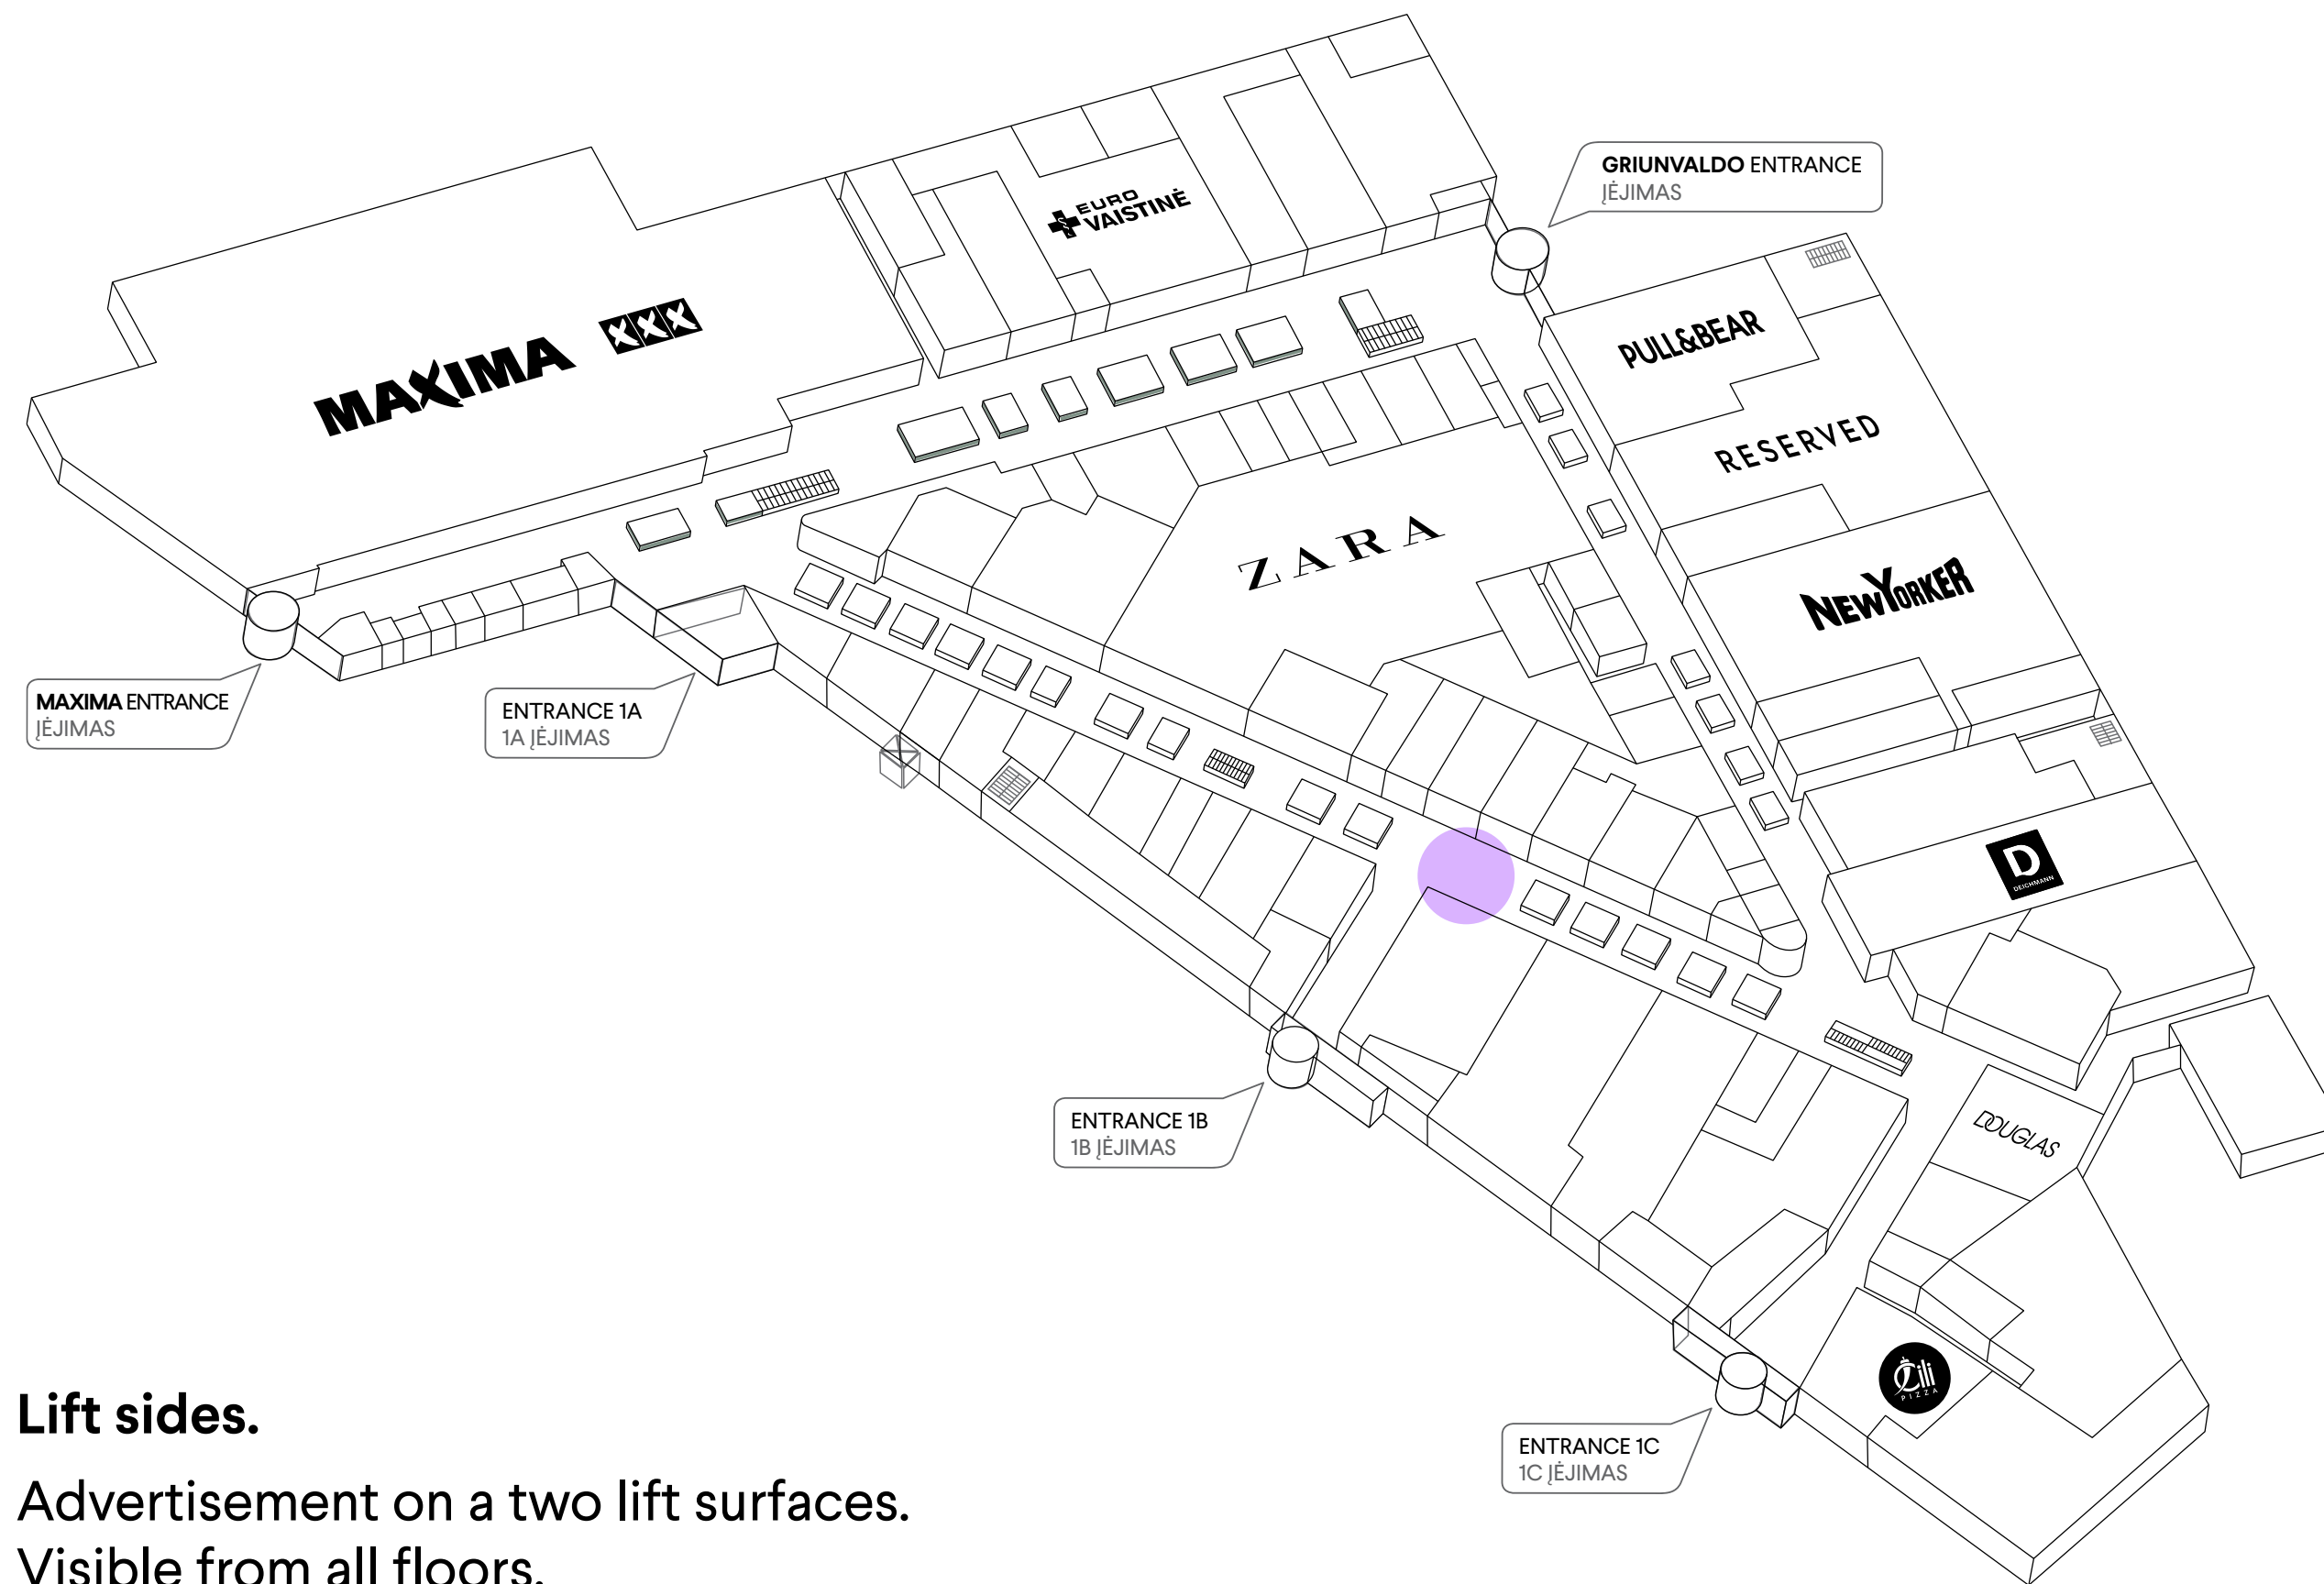 GRIUNVALDO ENTRANCE
ĮĖJIMAS
EURO
VAISTINĖ
MAXIMA XXX
PULL&BEAR
RESERVED
ZARA
NEWYORKER
MAXIMA ENTRANCE
ĮĖJIMAS
ENTRANCE 1A
1A ĮĖJIMAS
D
DEICHMANN
ENTRANCE 1B
1B ĮĖJIMAS
DOUGLAS
Čili
PIZZA
ENTRANCE 1C
1C ĮĖJIMAS
Lift sides.
Advertisement on a two lift surfaces.
Visible from all floors.